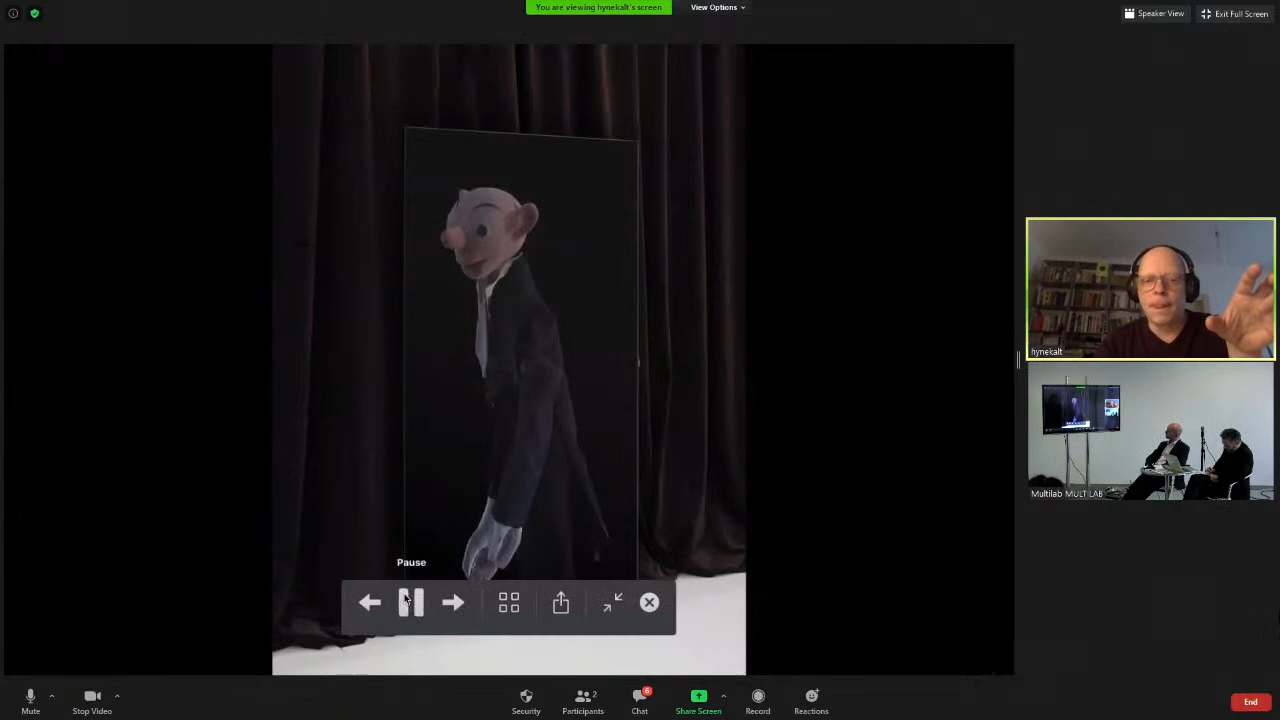 You are viewing hynekalt's screen
View Options
Speaker View
Exit Full Screen
hynekalt
Multilab MULTILAB
Pause
Mute
Stop Video
Security
Participants
2
Chat
6
Share Screen
Record
Reactions
End